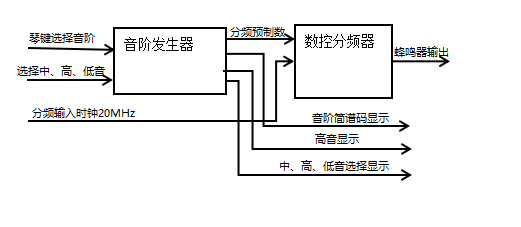 琴键选择音阶
音阶发生器
分频预制数
数控分频器
蜂鸣器输出
选择中、高、低音
分频输入时钟20MHz
音阶简谱码显示
高音显示
中、高、低音选择显示